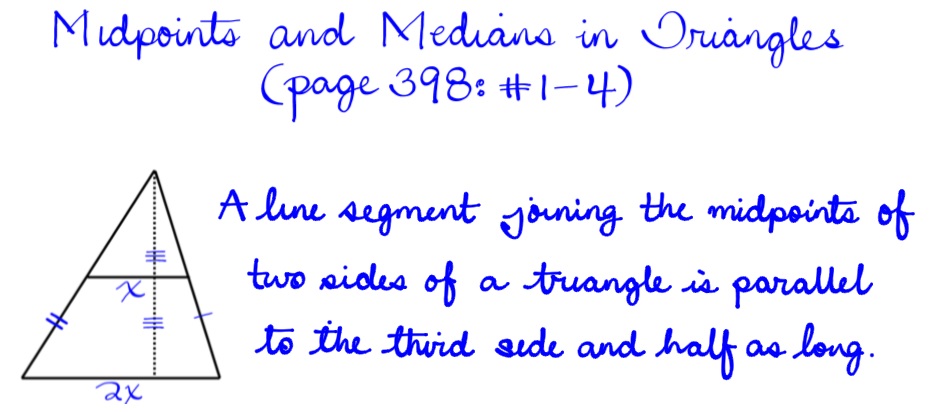 Midpoints and Medians in Triangles
(page 398: #1-4)
A line segment joining the midpoints of
two sides of a triangle is parallel
to the third side and half as long.
x
2x